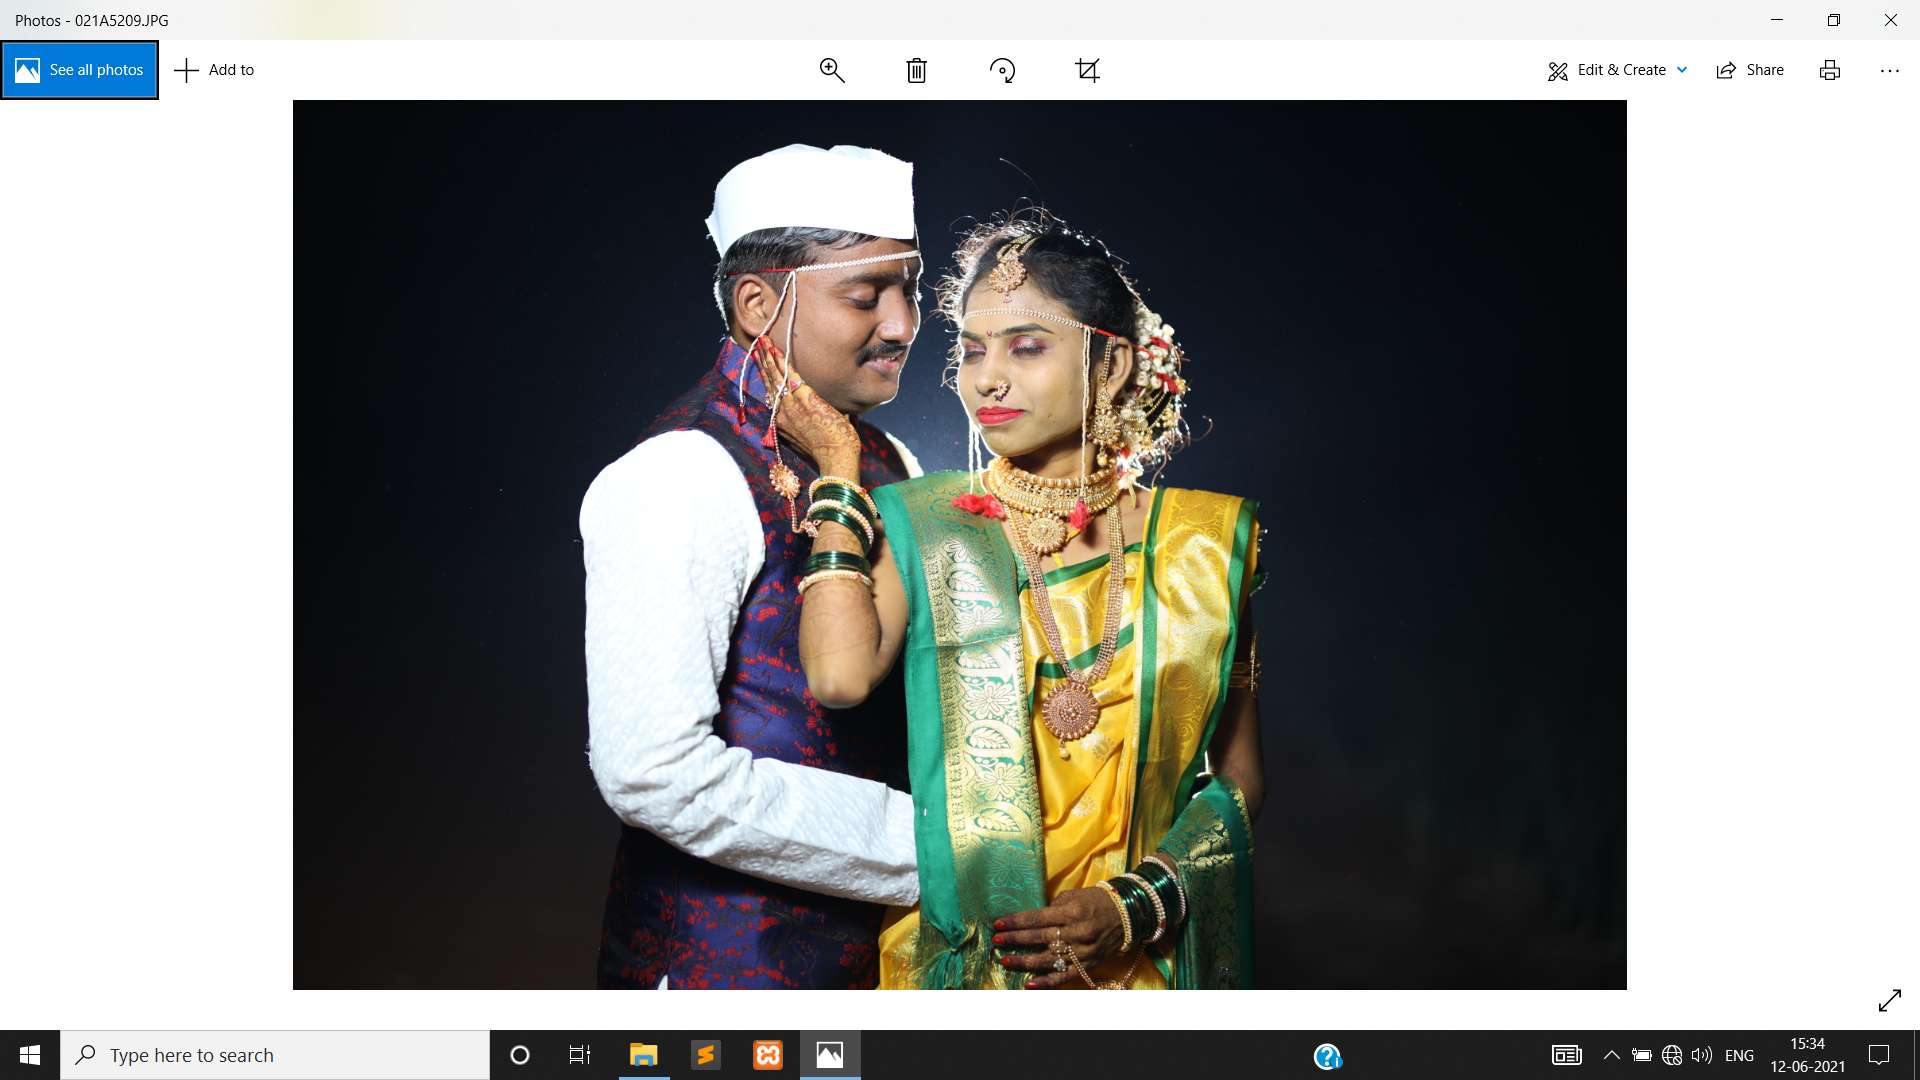 Photos - 021A5209.JPG
See all photos
Add to
Edit & Create
Share
Type here to search
ENG
15:34
12-06-2021